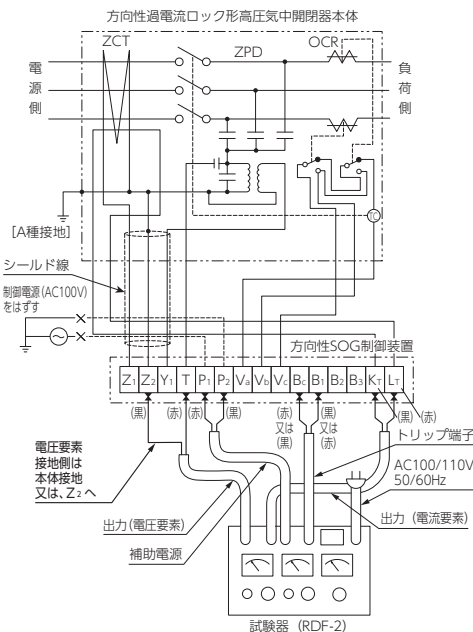 方向性過電流ロック形高圧気中開閉器本体
ZCT
ZPD
OCR
電源側
負荷側
TC
[A種接地]
シールド線
制御電源(AC100V)
をはずす
方向性SOG制御装置
Z1 Z2 Y1 T P1 P2 Va Vb Vc Bc B1 B2 B3 KT LT
(黒) (赤) (赤) (黒) (赤) (黒) (黒) (赤)
又は 又は
(黒) (赤)
トリップ端子
電圧要素
接地側は
本体接地
又は、Z2 へ
AC100/110V
50/60Hz
出力(電圧要素)
出力(電流要素)
補助電源
試験器(RDF-2)